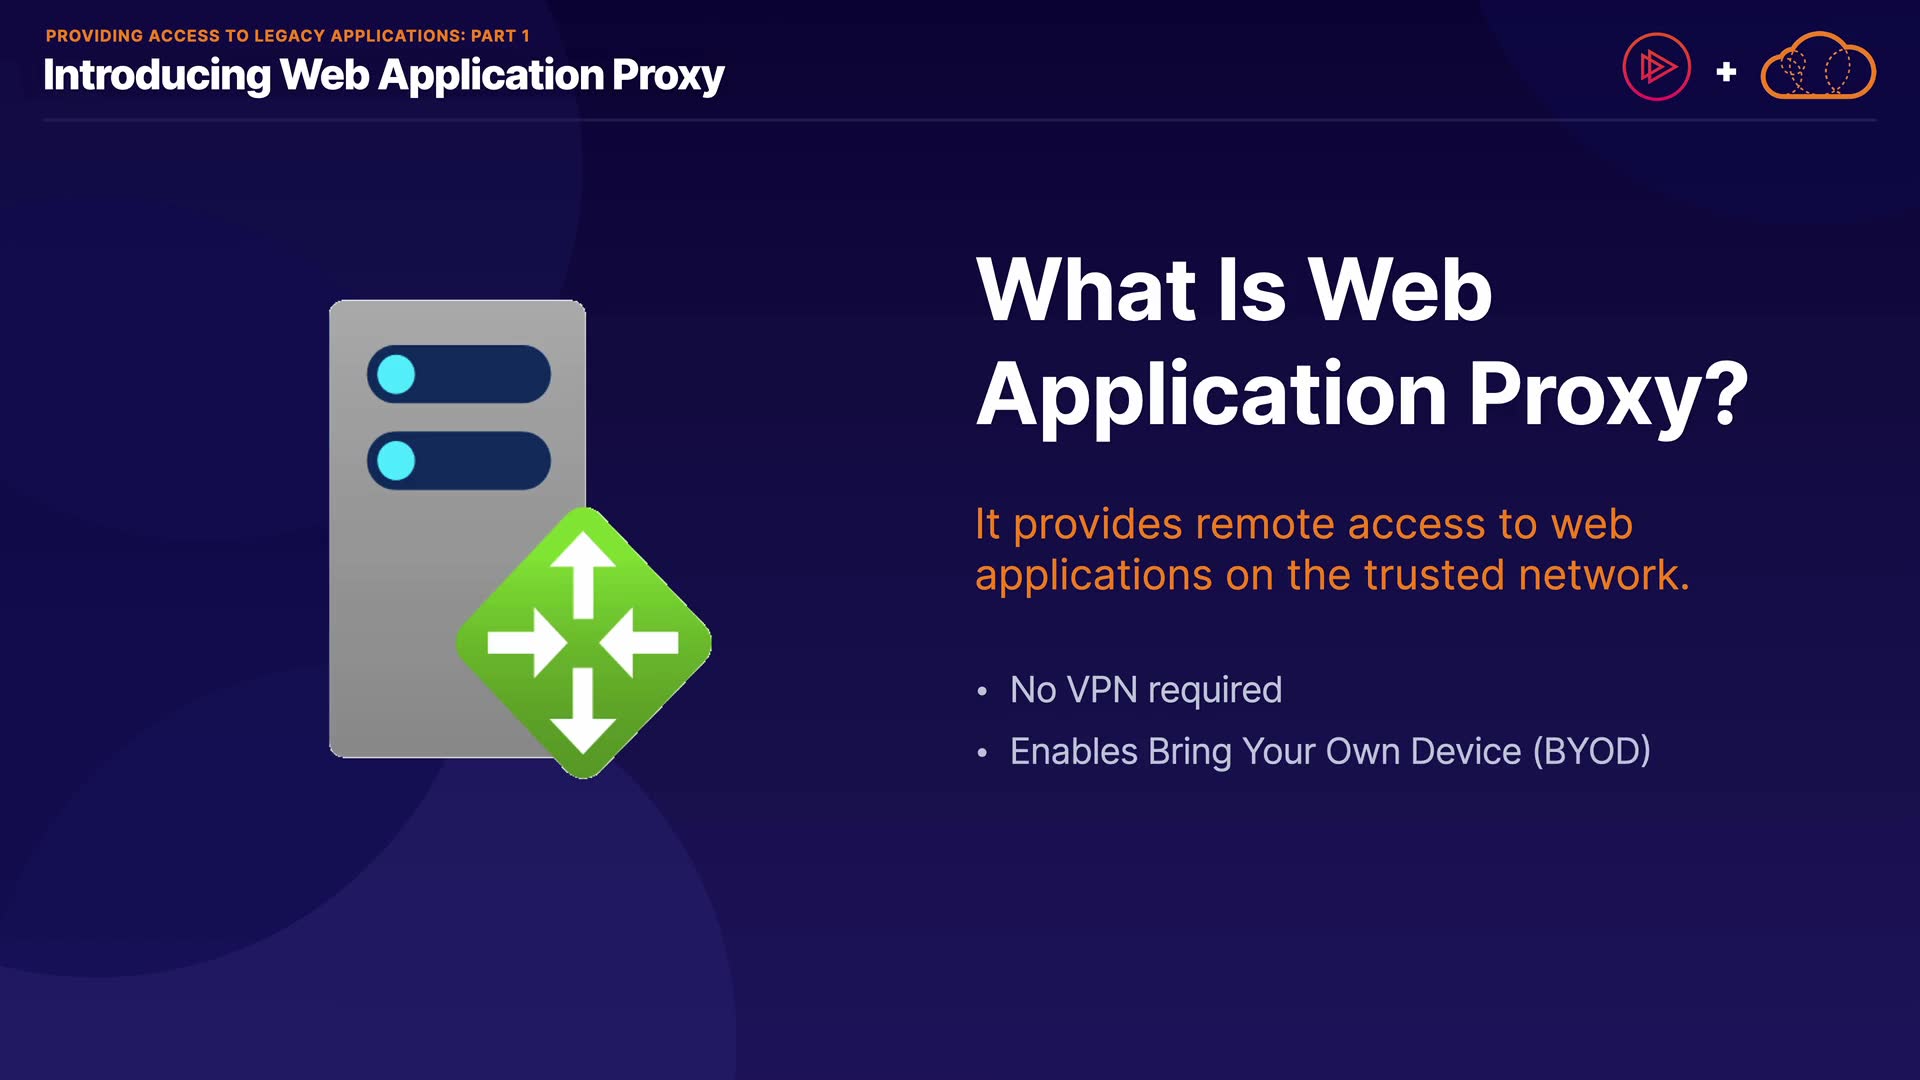 PROVIDING ACCESS TO LEGACY APPLICATIONS: PART 1
Introducing Web Application Proxy
+
What Is Web
Application Proxy?
It provides remote access to web
applications on the trusted network.
• No VPN required
• Enables Bring Your Own Device (BYOD)